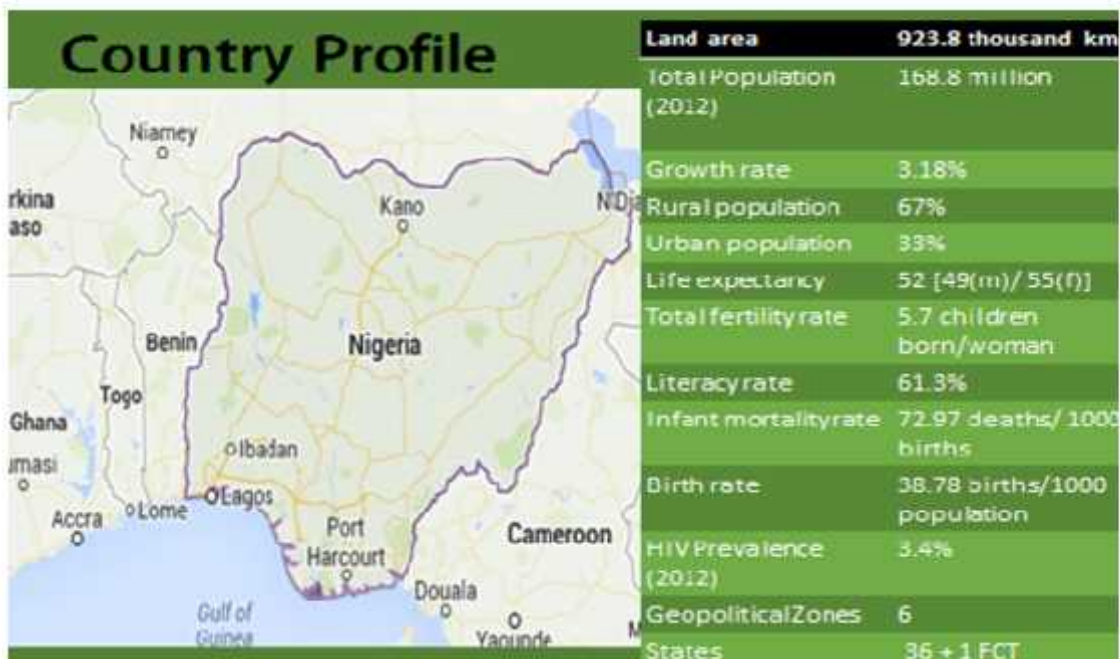 Country Profile
Land area 923.8 thousand km
Total Population 168.8 million
(2012)
Growth rate 3.18%
Rural population 67%
Urban population 33%
Life expectancy 52 [49(m)/ 55(f)]
Total fertility rate 5.7 children
born/woman
Literacy rate 61.3%
Infant mortality rate 72.97 deaths/ 1000
births
Birth rate 38.78 births/1000
population
HIV Prevalence 3.4%
(2012)
Geopolitical Zones 6
States 36 + 1 FCT
Niamey
rkina
aso
Kano
N'Dja
Benin
Nigeria
Togo
Ghana
Ibadan
umasi
Lagos
Accra
Lome
Port
Harcourt
Cameroon
Douala
Gulf of
Guinea
Yaounde